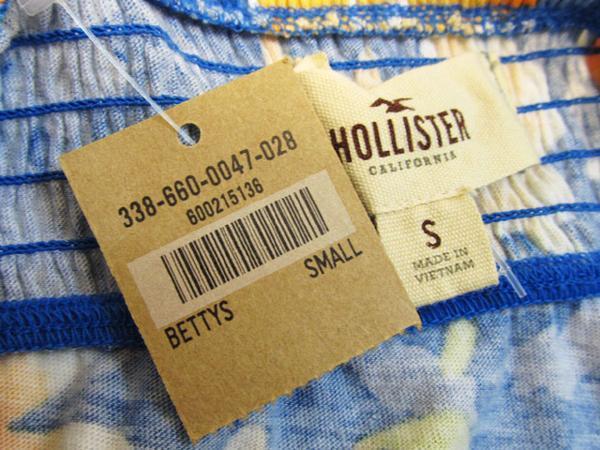 338-660-0047-028
600215136
SMALL
BETTYS
HOLLISTER
CALIFORNIA
S
MADE IN
VIETNAM